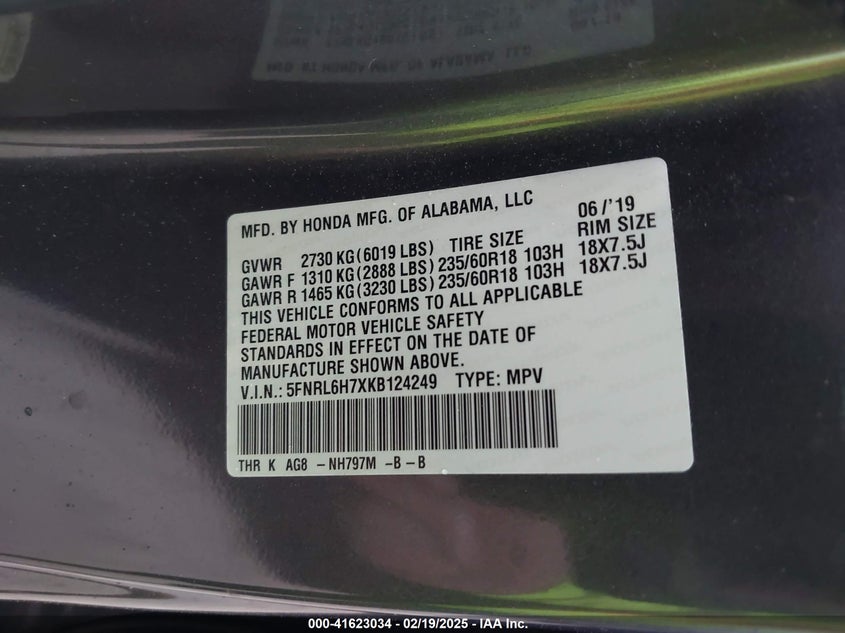 MFD. BY HONDA MFG. OF ALABAMA, LLC 06/'19
GVWR 2730 KG(6019 LBS) TIRE SIZE RIM SIZE
GAWR F 1310 KG(2888 LBS)235/60R18 103H 18X7.5J
GAWR R 1465 KG(3230 LBS)235/60R18 103H 18X7.5J
THIS VEHICLE CONFORMS TO ALL APPLICABLE
FEDERAL MOTOR VEHICLE SAFETY
STANDARDS IN EFFECT ON THE DATE OF
MANUFACTURE SHOWN ABOVE.
V.I.N.: 5FNRL6H7XKB124249 TYPE: MPV
THR K AG8 -NH797M -B-B
000-41623034 - 02/19/2025 - IAA Inc.